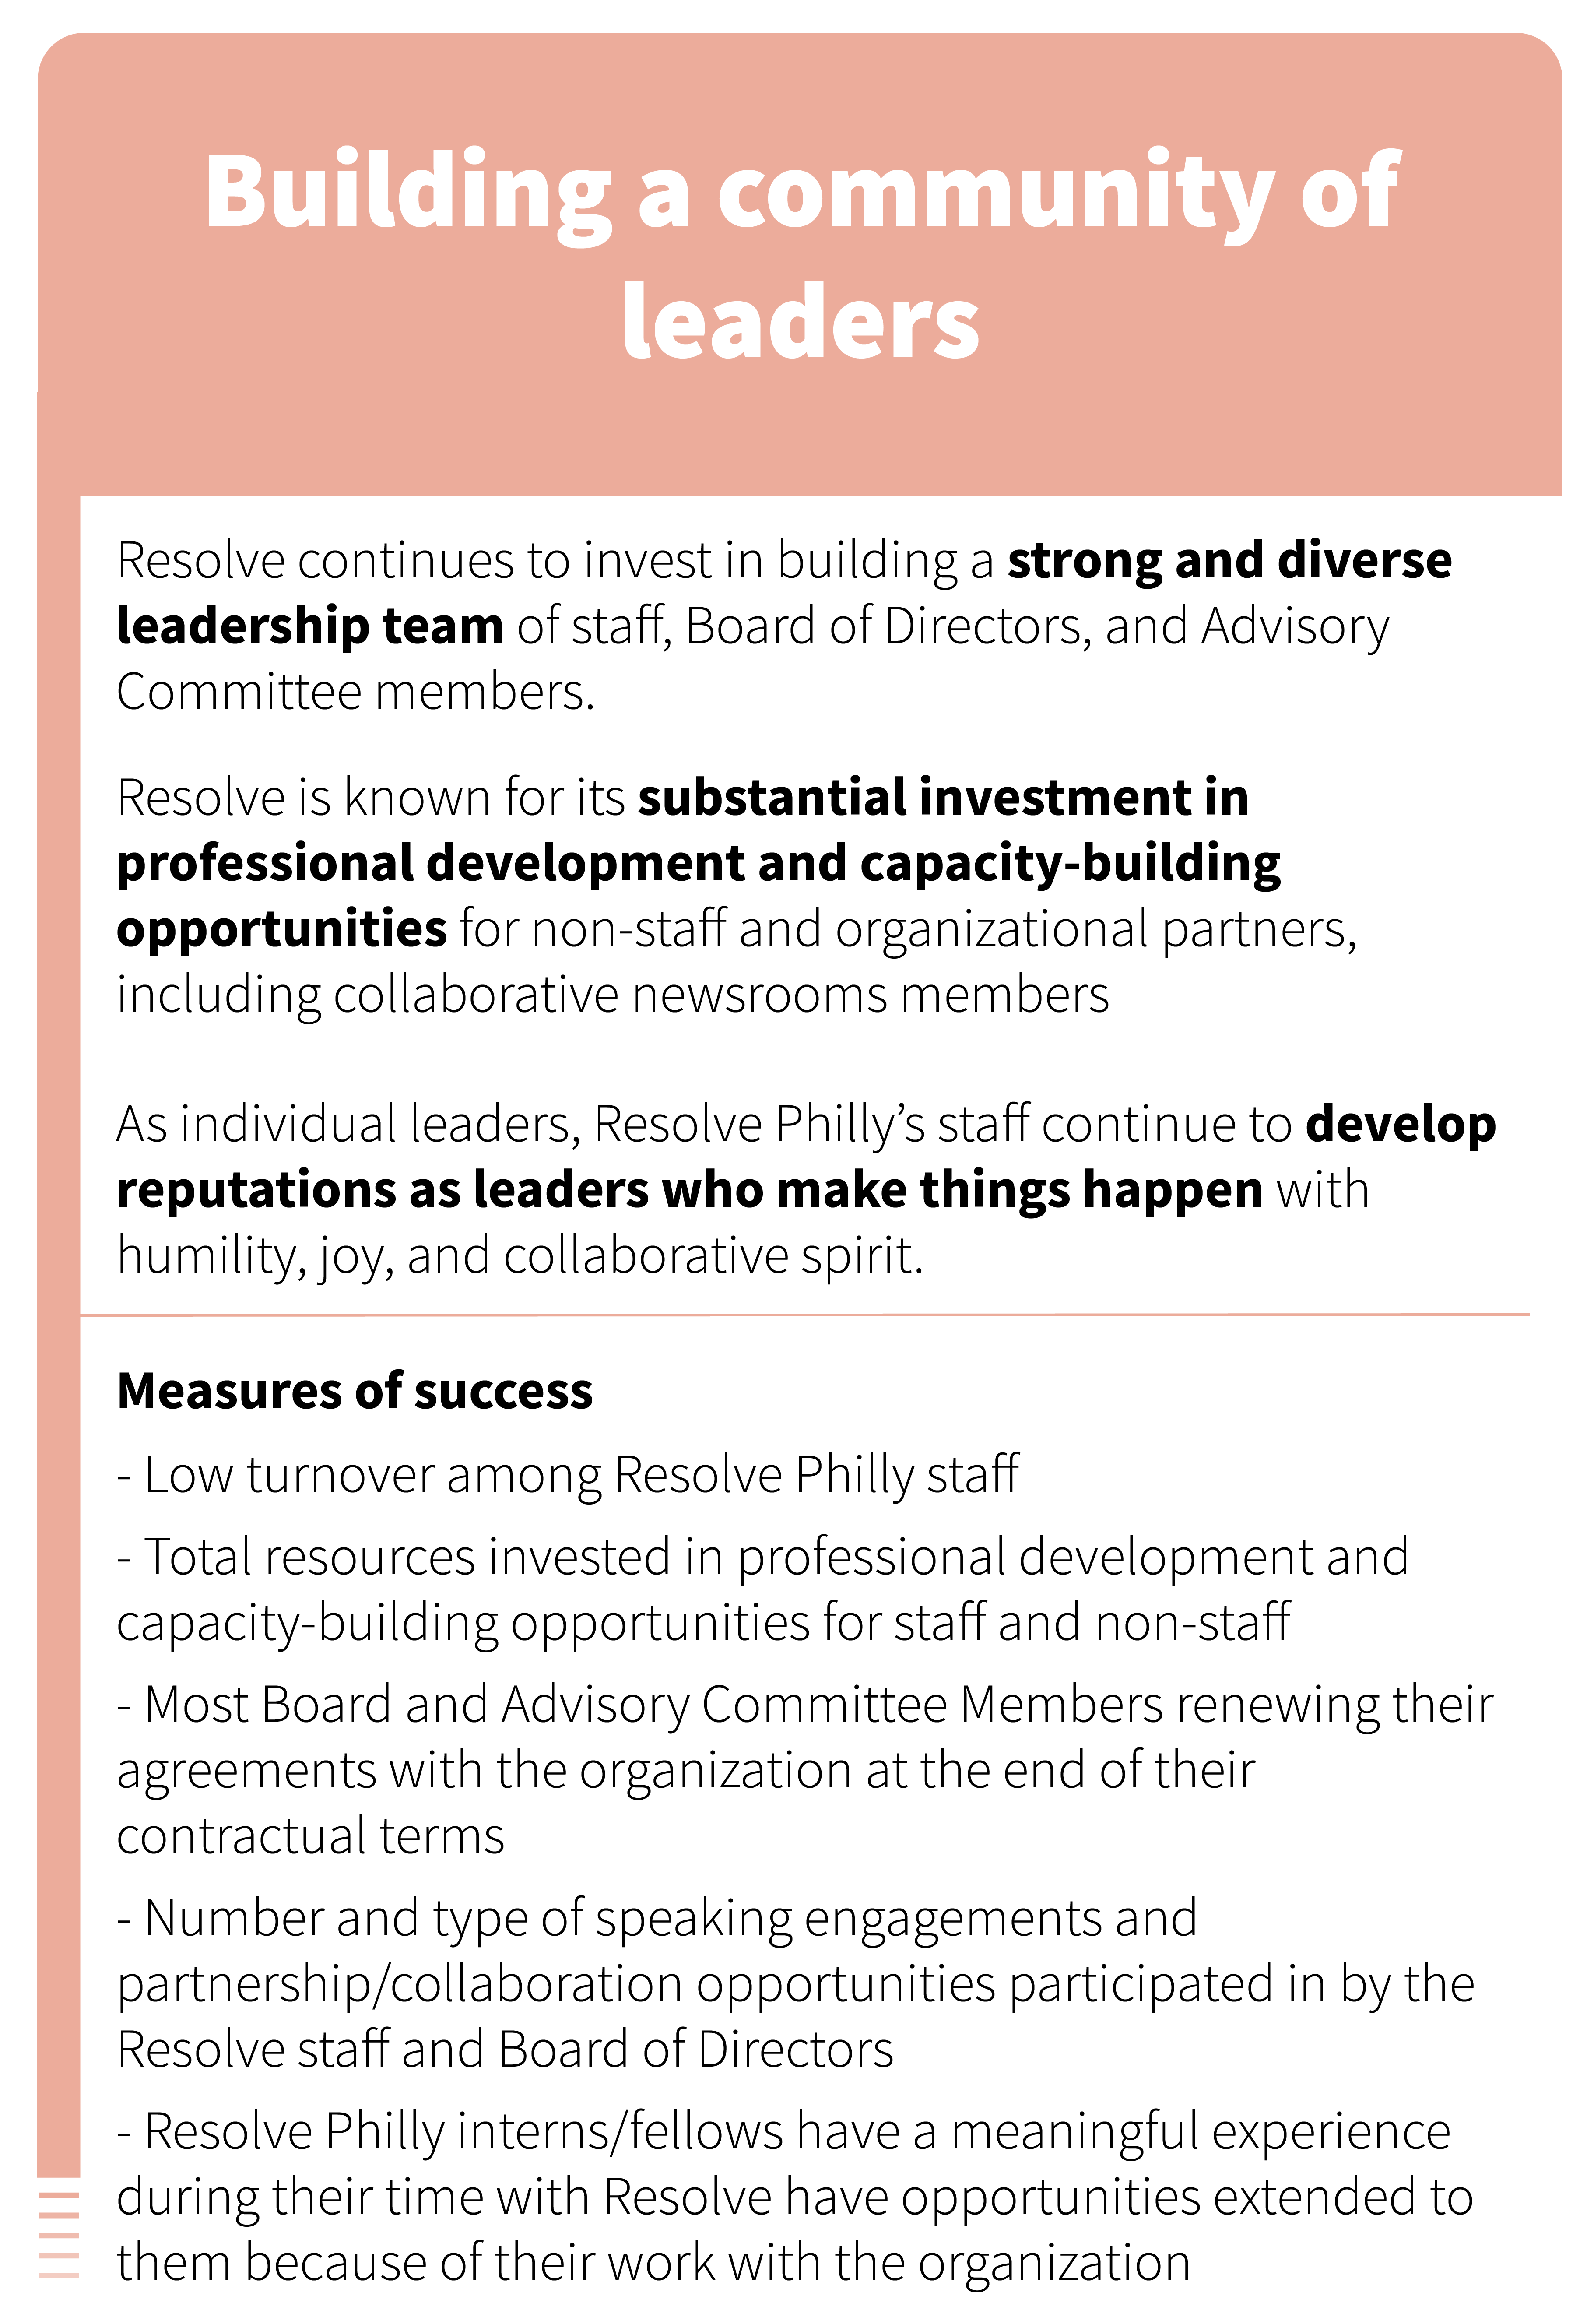 Building a community of
leaders
Resolve continues to invest in building a strong and diverse
leadership team of staff, Board of Directors, and Advisory
Committee members.
Resolve is known for its substantial investment in
professional development and capacity-building
opportunities for non-staff and organizational partners,
including collaborative newsrooms members
As individual leaders, Resolve Philly’s staff continue to develop
reputations as leaders who make things happen with
humility, joy, and collaborative spirit.
Measures of success
- Low turnover among Resolve Philly staff
- Total resources invested in professional development and
capacity-building opportunities for staff and non-staff
- Most Board and Advisory Committee Members renewing their
agreements with the organization at the end of their
contractual terms
- Number and type of speaking engagements and
partnership/collaboration opportunities participated in by the
Resolve staff and Board of Directors
- Resolve Philly interns/fellows have a meaningful experience
during their time with Resolve have opportunities extended to
them because of their work with the organization